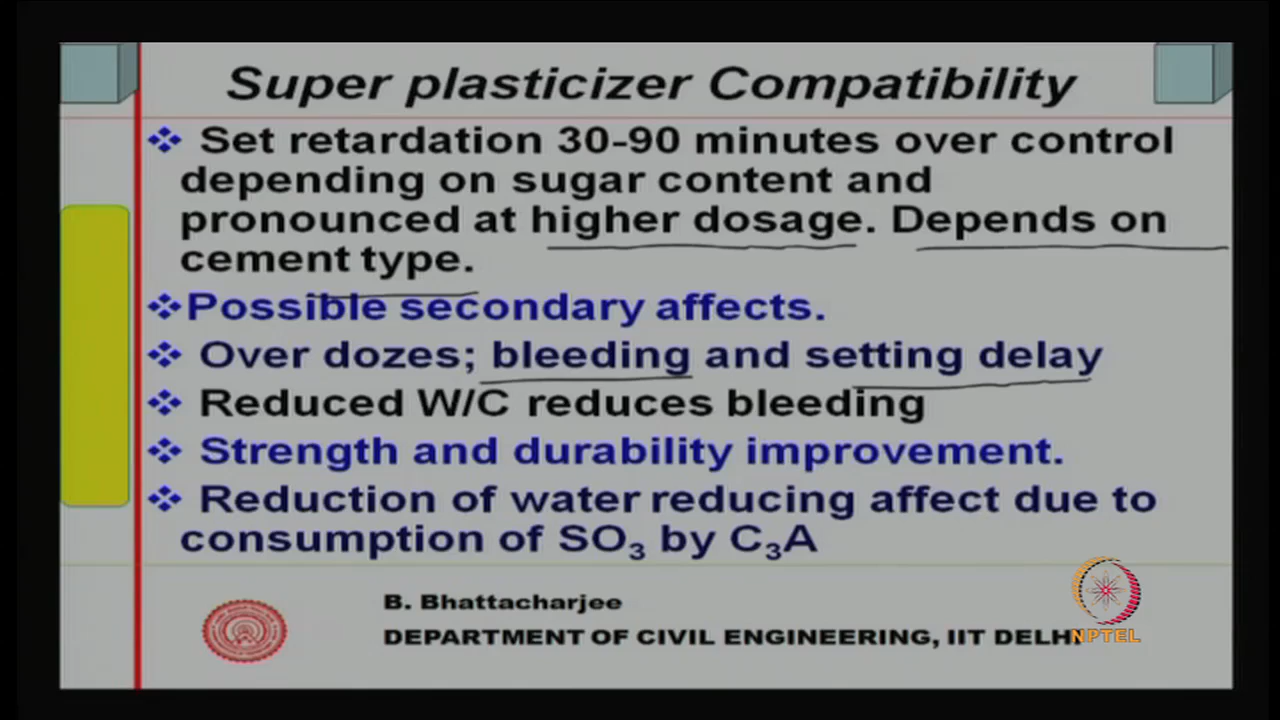 Super plasticizer Compatibility
Set retardation 30-90 minutes over control
depending on sugar content and
pronounced at higher dosage. Depends on
cement type.
Possible secondary affects.
Over dozes; bleeding and setting delay
Reduced W/C reduces bleeding
Strength and durability improvement.
Reduction of water reducing affect due to
consumption of SO₃ by C₃A
B. Bhattacharjee
DEPARTMENT OF CIVIL ENGINEERING, IIT DELHI
NPTEL